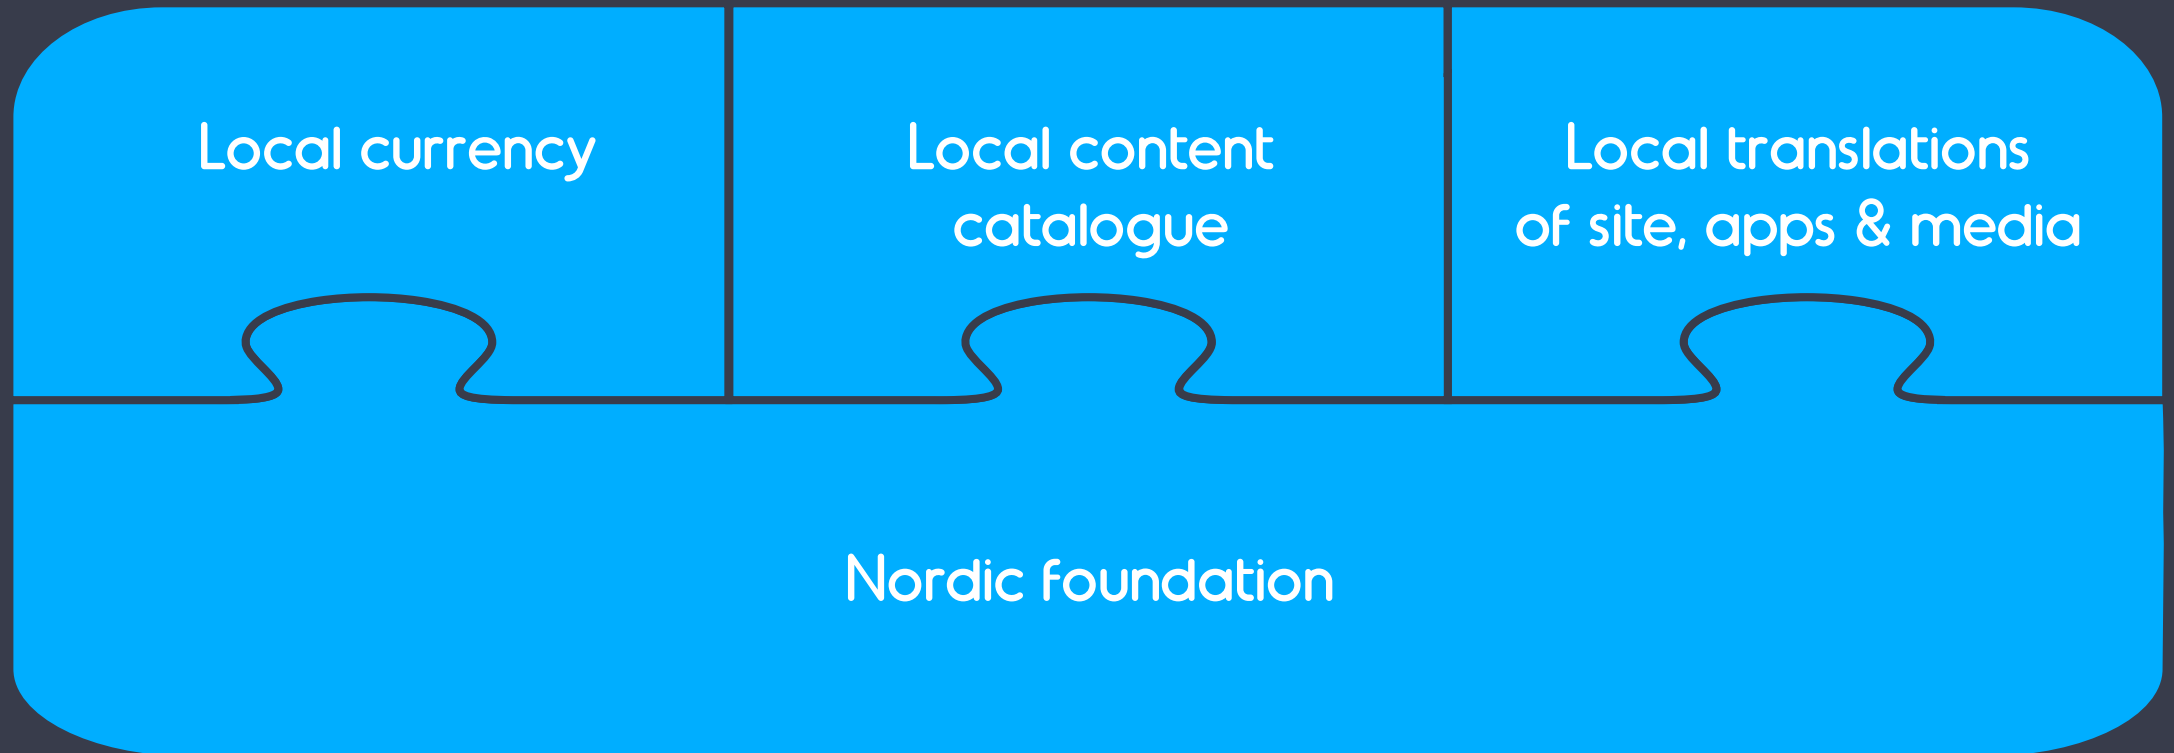 Local currency
Local content
catalogue
Local translations
of site, apps & media
Nordic foundation